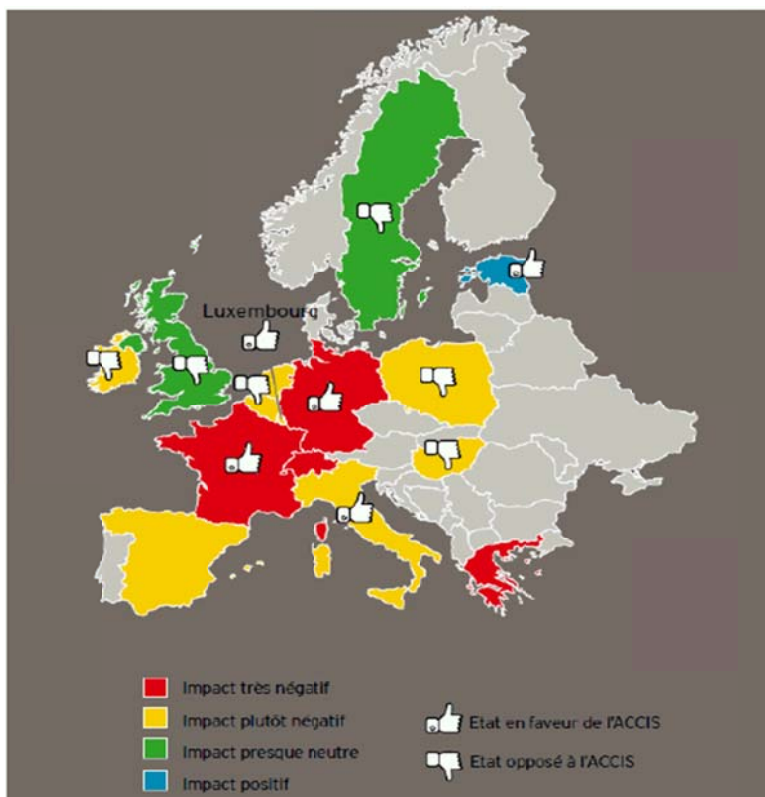 Luxembourg
Impact très négatif
Impact plutôt négatif
Impact presque neutre
Impact positif
Etat en faveur de l'ACCIS
Etat opposé à l'ACCIS